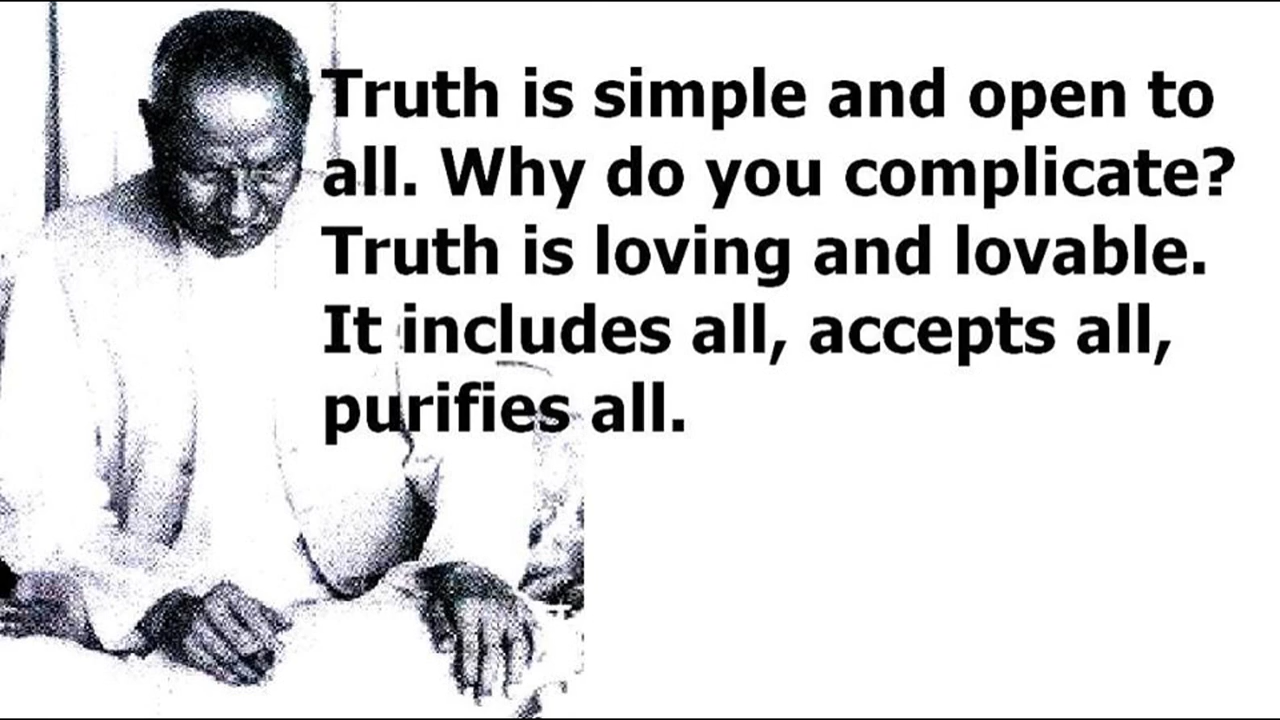 Truth is simple and open to
all. Why do you complicate?
Truth is loving and lovable.
It includes all, accepts all,
purifies all.